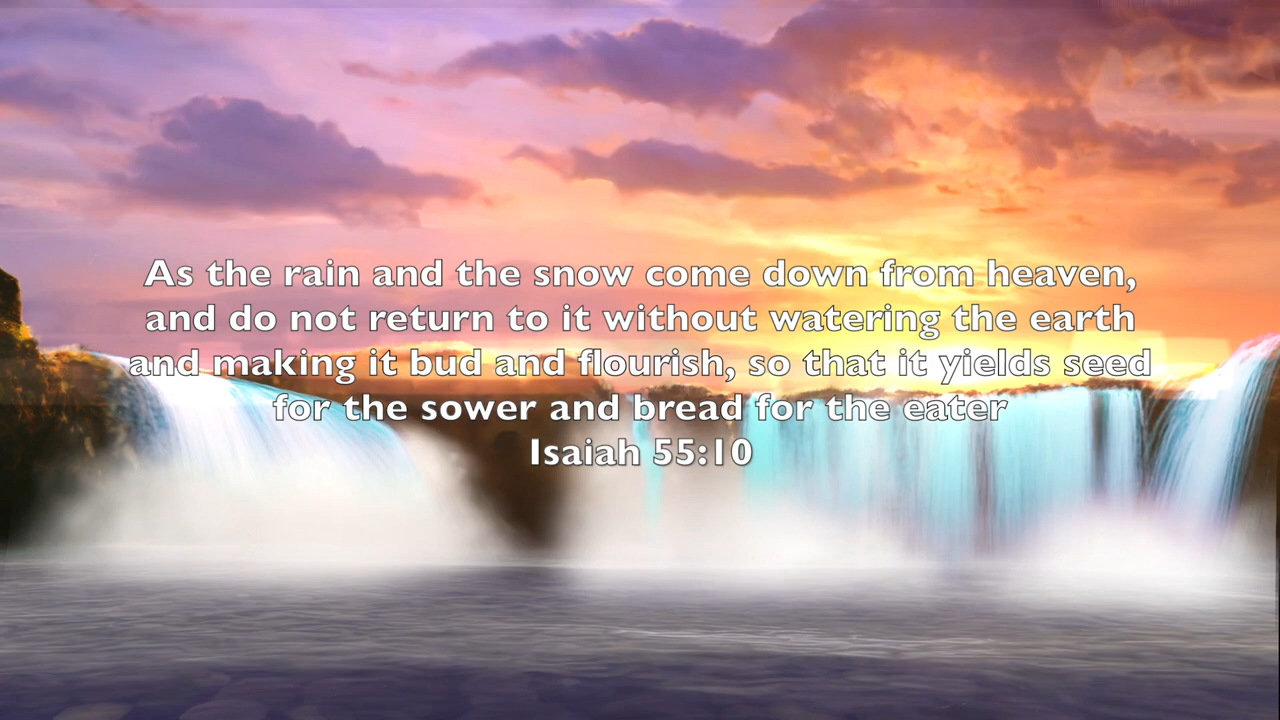 As the rain and the snow come down from heaven,
and do not return to it without watering the earth
and making it bud and flourish, so that it yields seed
for the sower and bread for the eater
Isaiah 55:10